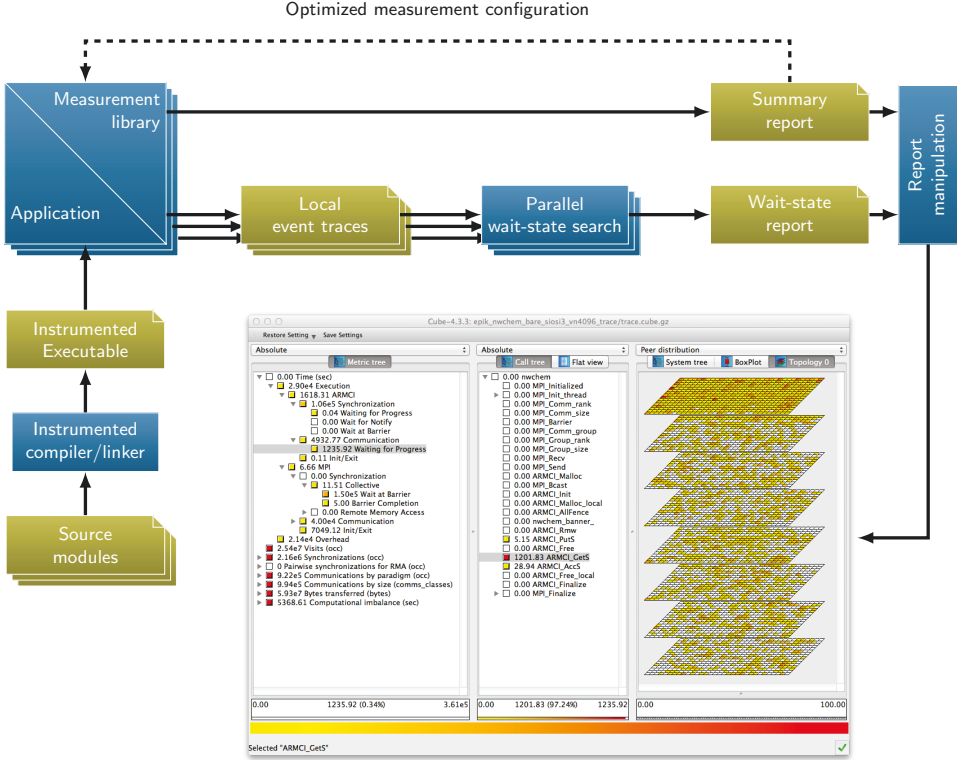 Optimized measurement configuration
Measurement
library
Application
Summary
report
Report
manipulation
Local
event traces
Parallel
wait-state search
Wait-state
report
Instrumented
Executable
Instrumented
compiler/linker
Source
modules
Cube-4.3.3: epik_nwchem_bare_siosi3_vn4096_trace/trace.cube.gz
Restore Setting Save Settings
Absolute
Metric tree
0.00 Time (sec)
2.90e4 Execution
1618.31 ARMCI
1.06e5 Synchronization
0.04 Waiting for Progress
0.00 Wait for Notify
0.00 Wait at Barrier
4932.77 Communication
1235.92 Waiting for Progress
0.11 Init/Exit
6.66 MPI
0.00 Synchronization
11.51 Collective
1.50e5 Wait at Barrier
5.00 Barrier Completion
0.00 Remote Memory Access
4.00e4 Communication
7049.12 Init/Exit
2.14e4 Overhead
2.54e7 Visits (occ)
2.16e6 Synchronizations (occ)
0 Pairwise synchronizations for RMA (occ)
9.22e5 Communications by paradigm (occ)
9.94e5 Communications by size (comms_classes)
5.93e7 Bytes transferred (occ)
5368.61 Computational imbalance (sec)
0.00 1235.92 (0.34%) 3.61e5
Absolute
Call tree Flat view
0.00 nwchem
0.00 MPI_Initialized
0.00 MPI_Init_thread
0.00 MPI_Comm_rank
0.00 MPI_Comm_size
0.00 MPI_Barrier
0.00 MPI_Comm_group
0.00 MPI_Group_rank
0.00 MPI_Group_size
0.00 MPI_Recv
0.00 MPI_Send
0.00 ARMCI_Malloc
0.00 MPI_Bcast
0.00 ARMCI_Init
0.00 ARMCI_Malloc_local
0.00 ARMCI_AllFence
0.00 nwchem_banner_
0.00 ARMCI_Rmw
5.15 ARMCI_PutS
0.00 ARMCI_Free
1201.83 ARMCI_GetS
28.94 ARMCI_AccS
0.00 ARMCI_Free_local
0.00 ARMCI_Finalize
0.00 MPI_Finalize
0.00 1201.83 (97.24%) 1235.92
Peer distribution
System tree BoxPlot Topology 0
0.00 100.00
Selected "ARMCI_GetS"